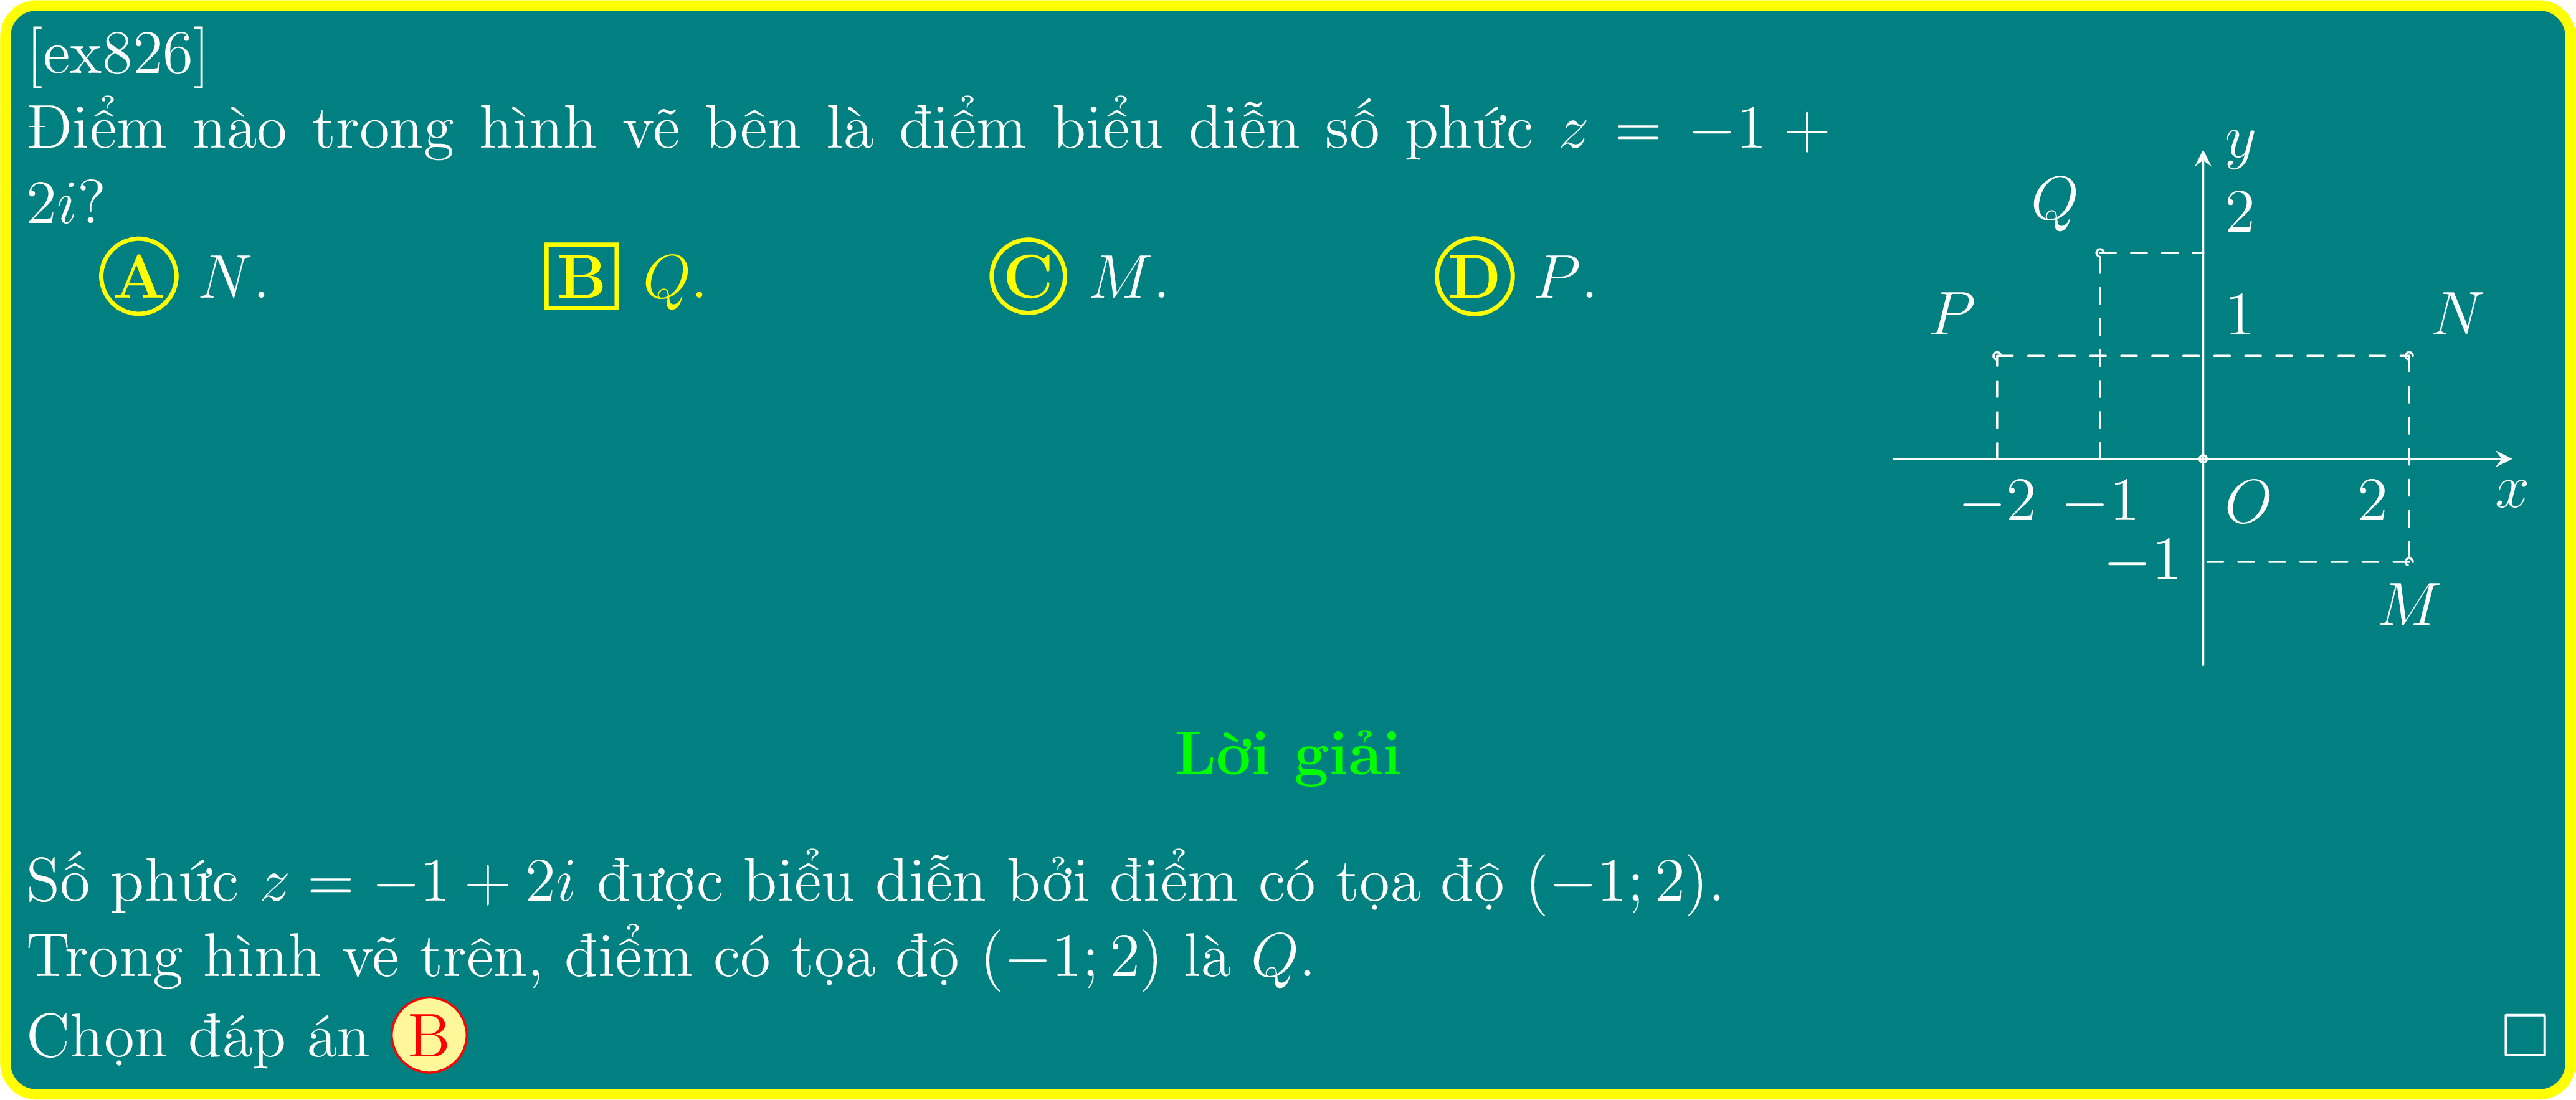 [ex826]
Điểm nào trong hình vẽ bên là điểm biểu diễn số phức z = −1 +
2i?
A N. B Q. C M. D P.
y
Q
2
P
1
N
−2 −1 O 2 x
−1
M
Lời giải
Số phức z = −1 + 2i được biểu diễn bởi điểm có tọa độ (−1; 2).
Trong hình vẽ trên, điểm có tọa độ (−1; 2) là Q.
Chọn đáp án B □